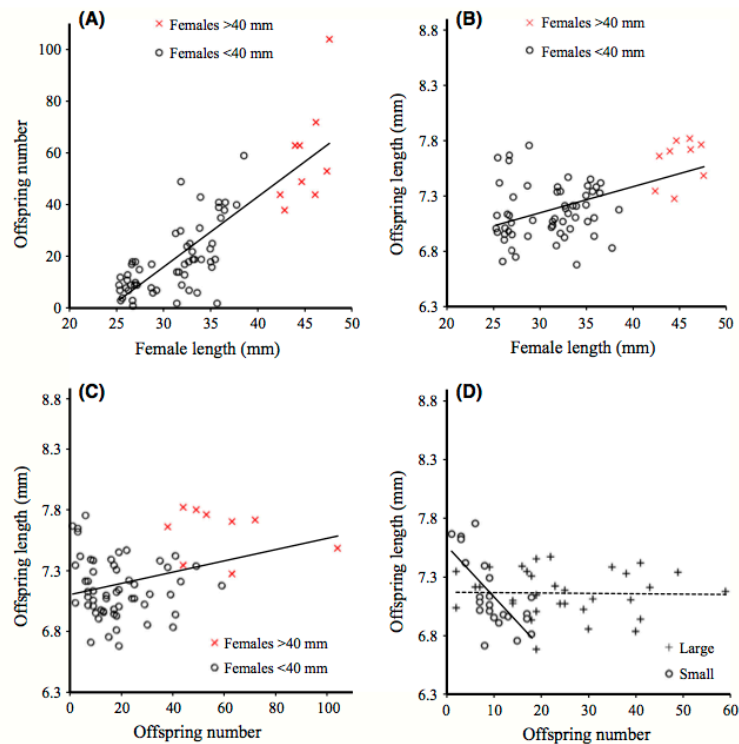 (A)
× Females >40 mm
○ Females <40 mm
Offspring number
100
80
60
40
20
0
20 25 30 35 40 45 50
Female length (mm)
(B)
× Females >40 mm
○ Females <40 mm
Offspring length (mm)
8.8
8.3
7.8
7.3
6.8
6.3
20 25 30 35 40 45 50
Female length (mm)
(C)
Offspring length (mm)
8.8
8.3
7.8
7.3
6.8
6.3
× Females >40 mm
○ Females <40 mm
0 20 40 60 80 100
Offspring number
(D)
Offspring length (mm)
8.8
8.3
7.8
7.3
6.8
6.3
+ Large
○ Small
0 10 20 30 40 50 60
Offspring number